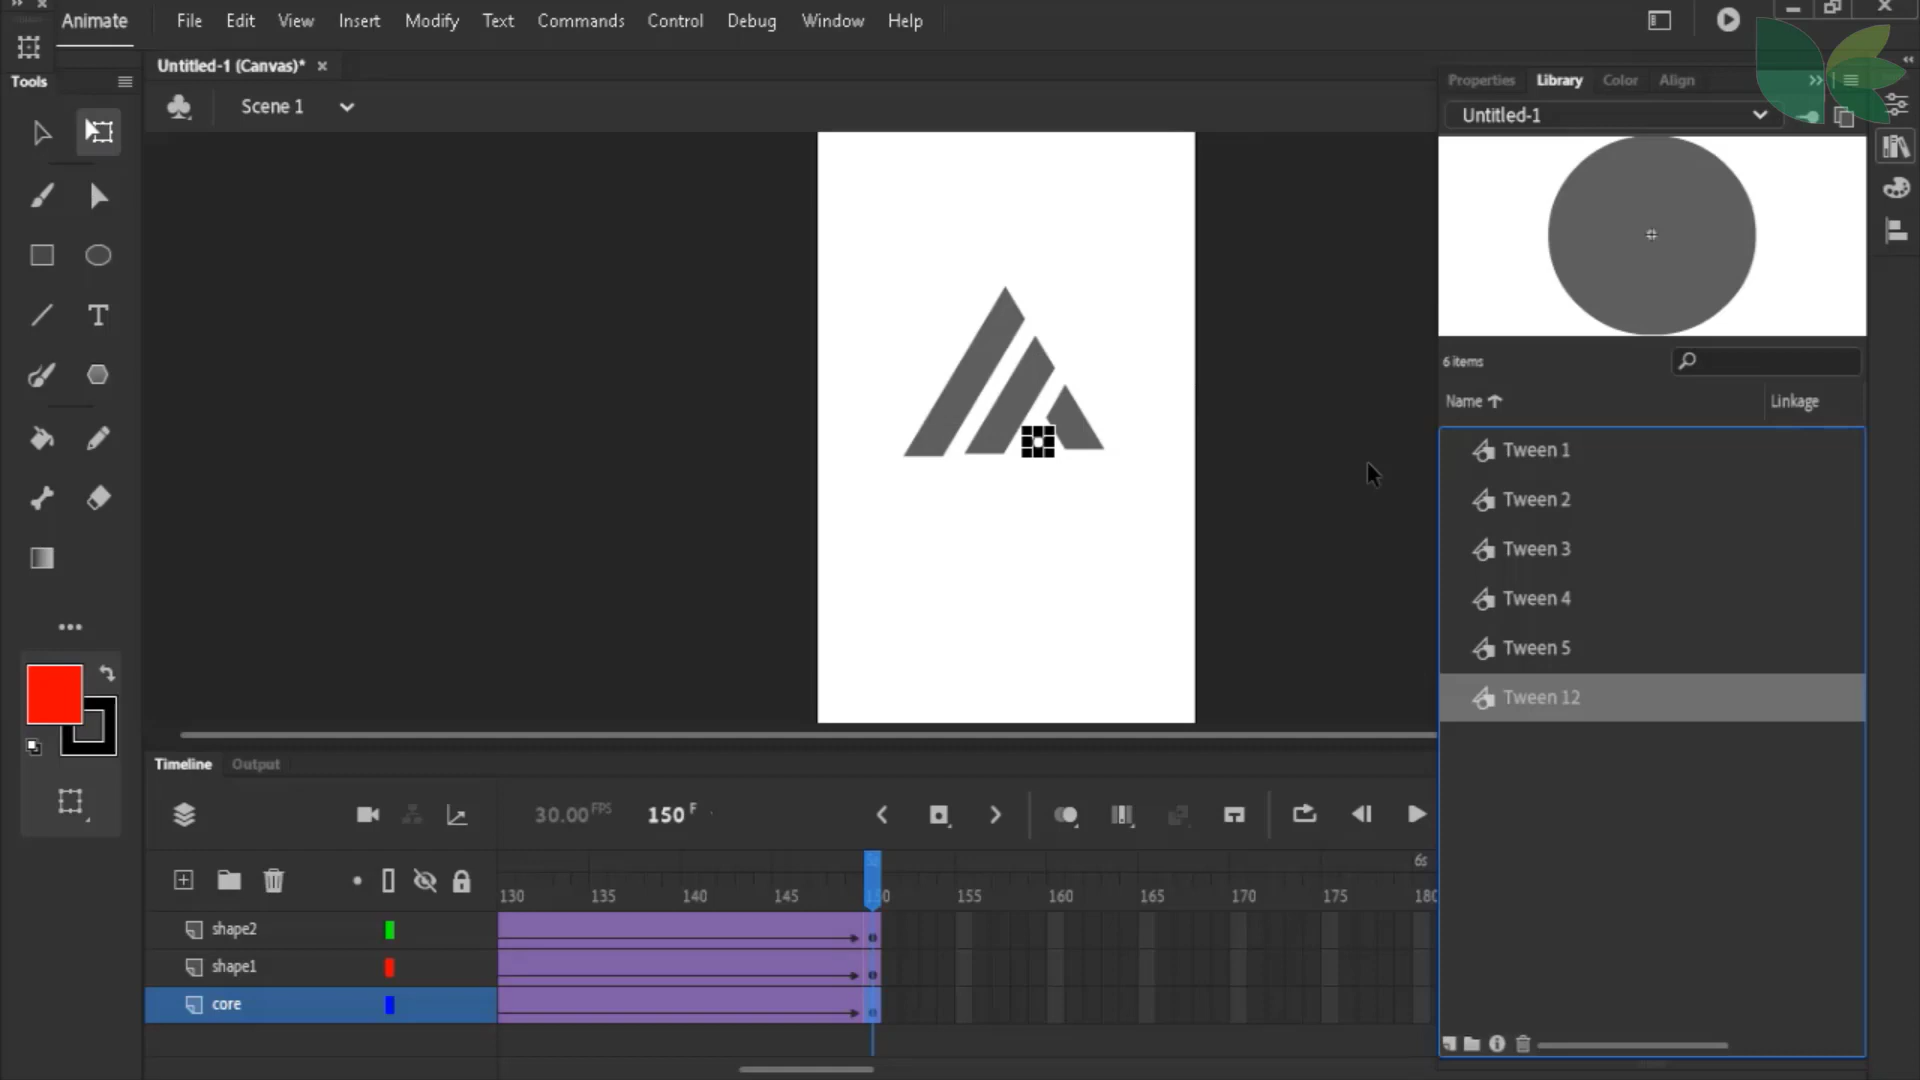 Animate File Edit View Insert Modify Text Commands Control Debug Window Help
Untitled-1 (Canvas)*
Tools
Properties Library Color Align
Scene 1
Untitled-1
6 items
Name Linkage
Tween 1
Tween 2
Tween 3
Tween 4
Tween 5
Tween 12
Timeline Output
30.00 FPS 150 F
6s
130 135 140 145 150 155 160 165 170 175 180
shape2
shape1
core